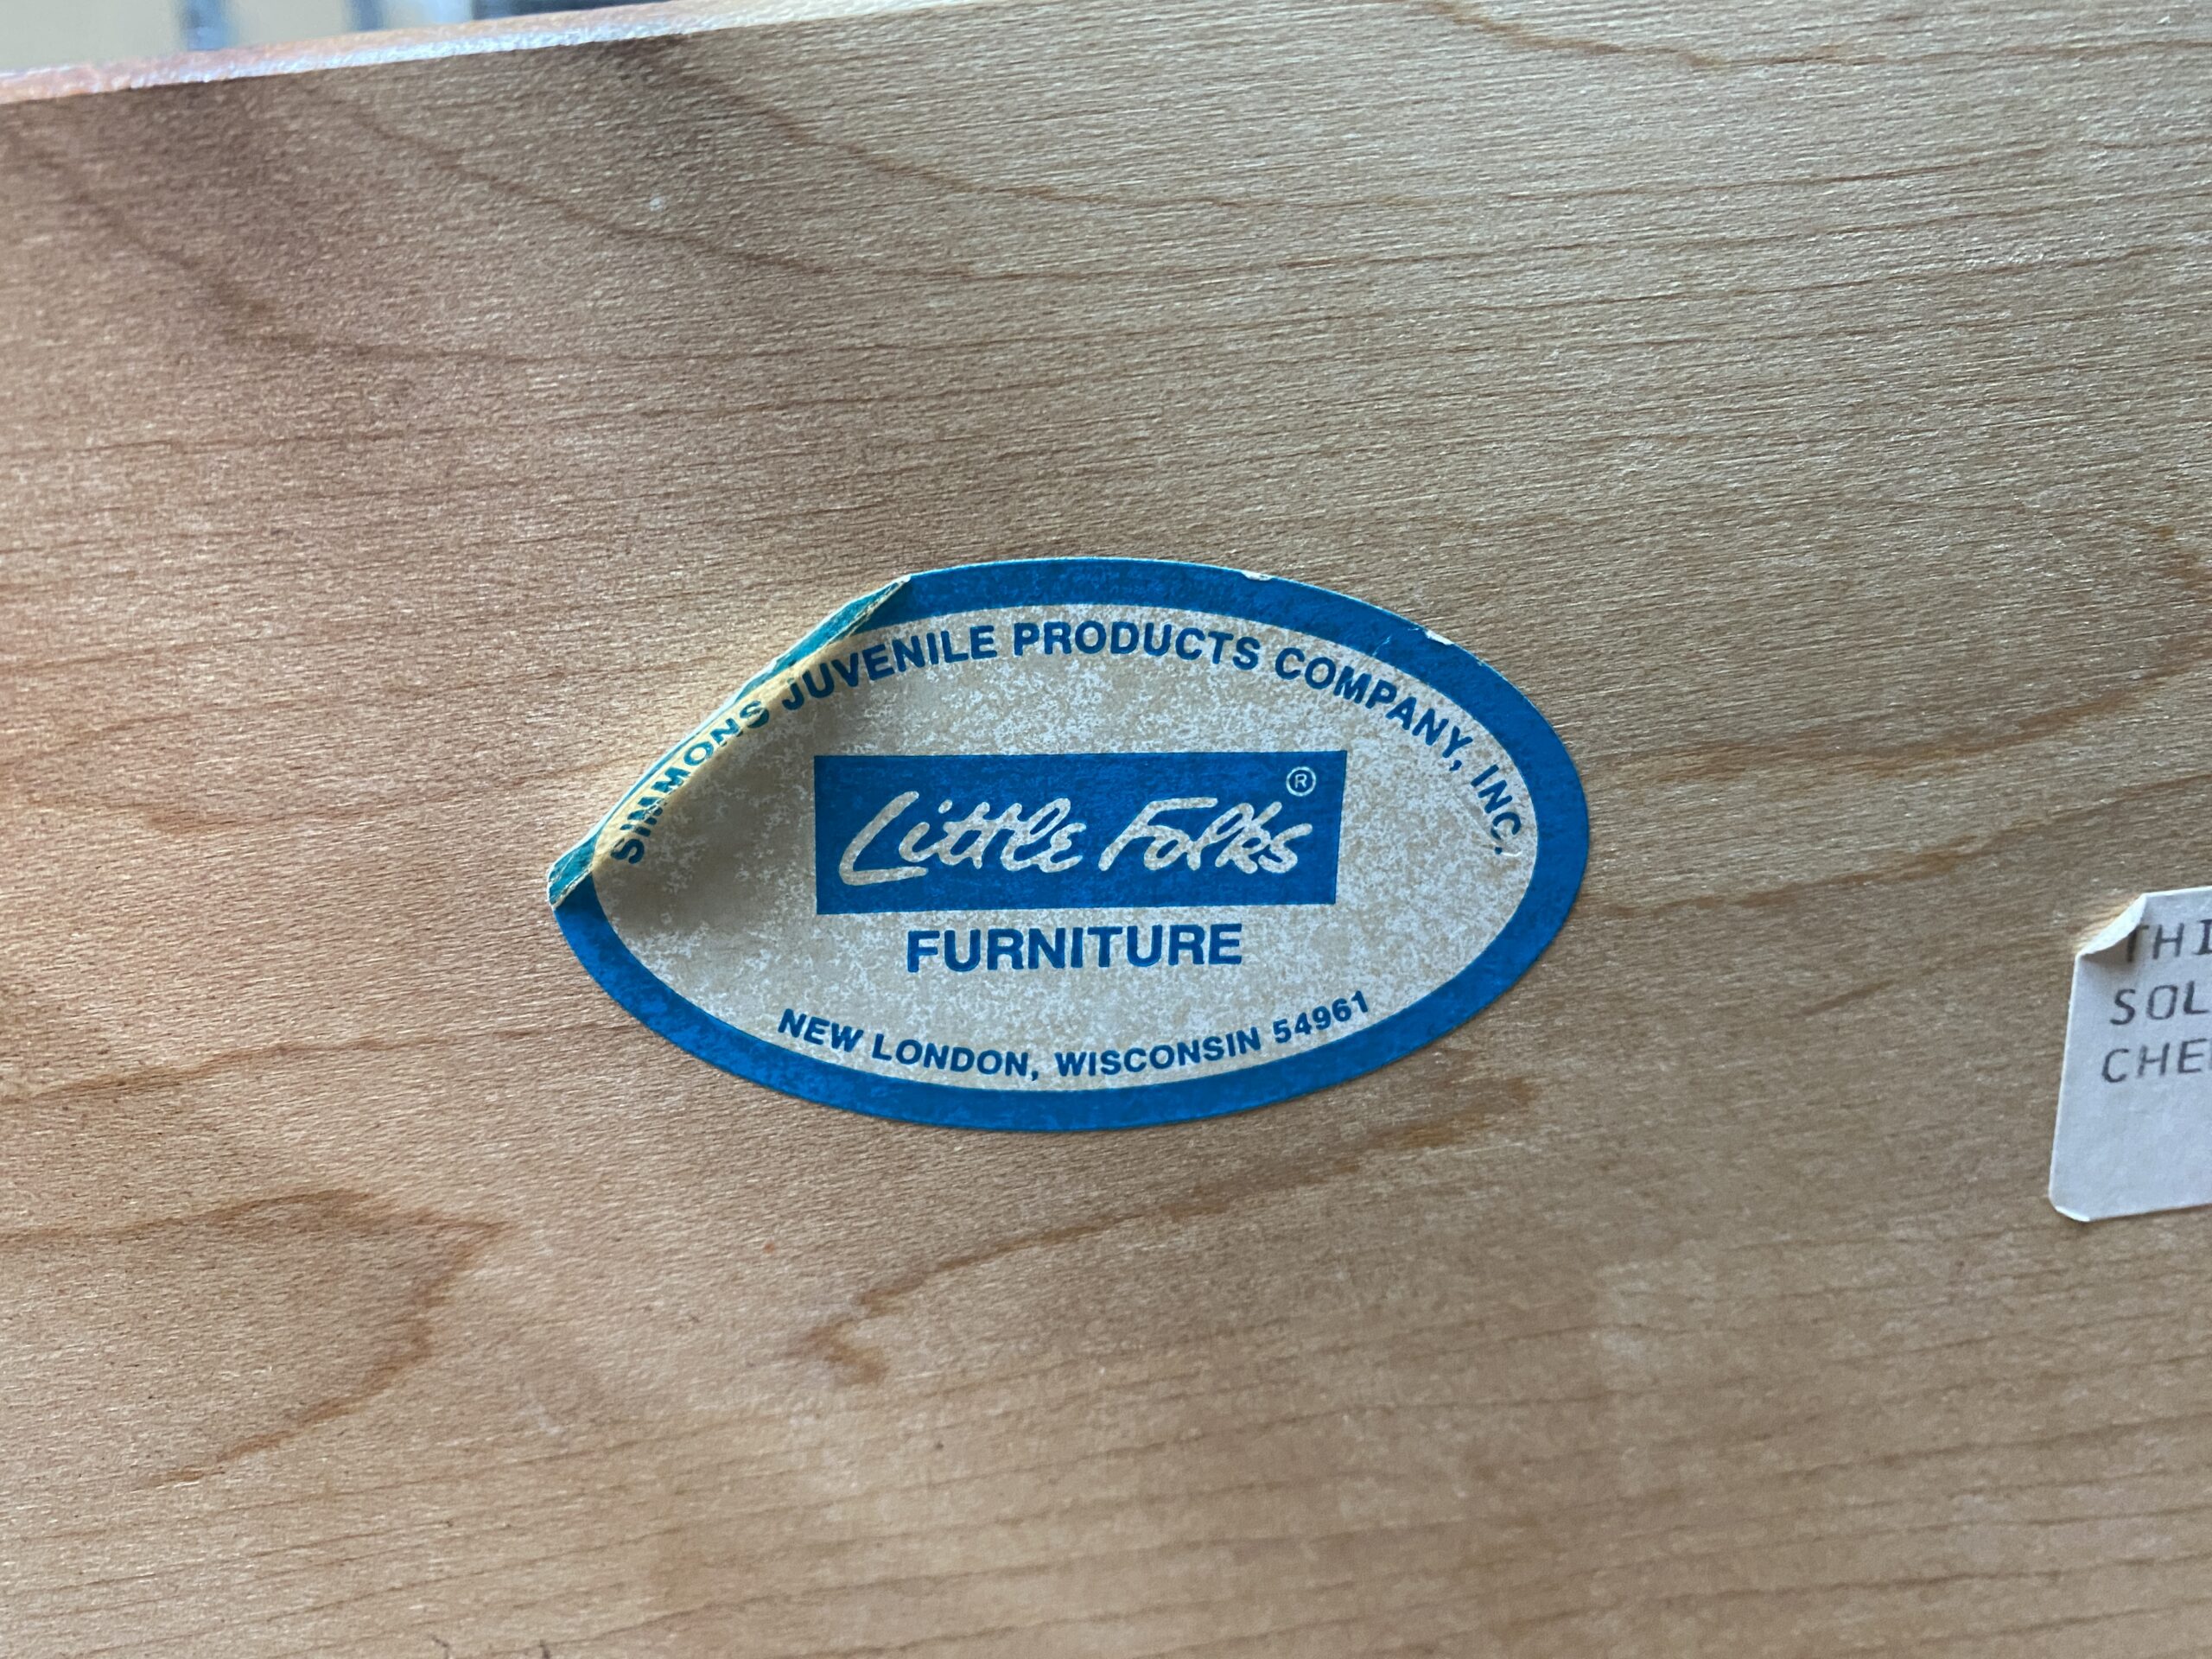 SIMMONS JUVENILE PRODUCTS COMPANY, INC.
Little Folks ®
FURNITURE
NEW LONDON, WISCONSIN 54961
THI
SOL
CHE